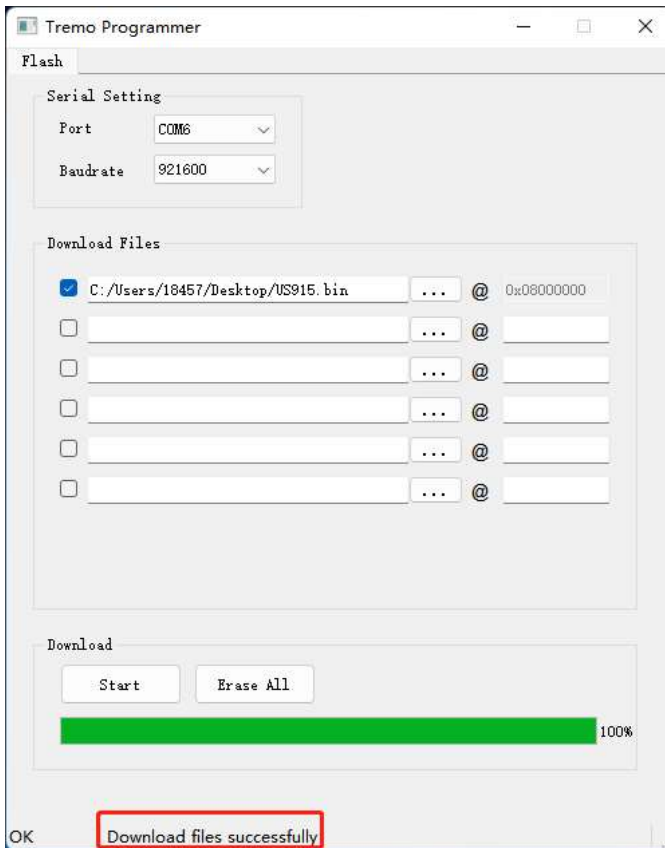 Tremo Programmer
Flash
Serial Setting
Port COM6
Baudrate 921600
Download Files
C:/Users/18457/Desktop/US915.bin ... @ 0x08000000
... @
... @
... @
... @
... @
Download
Start Erase All
100%
OK Download files successfully